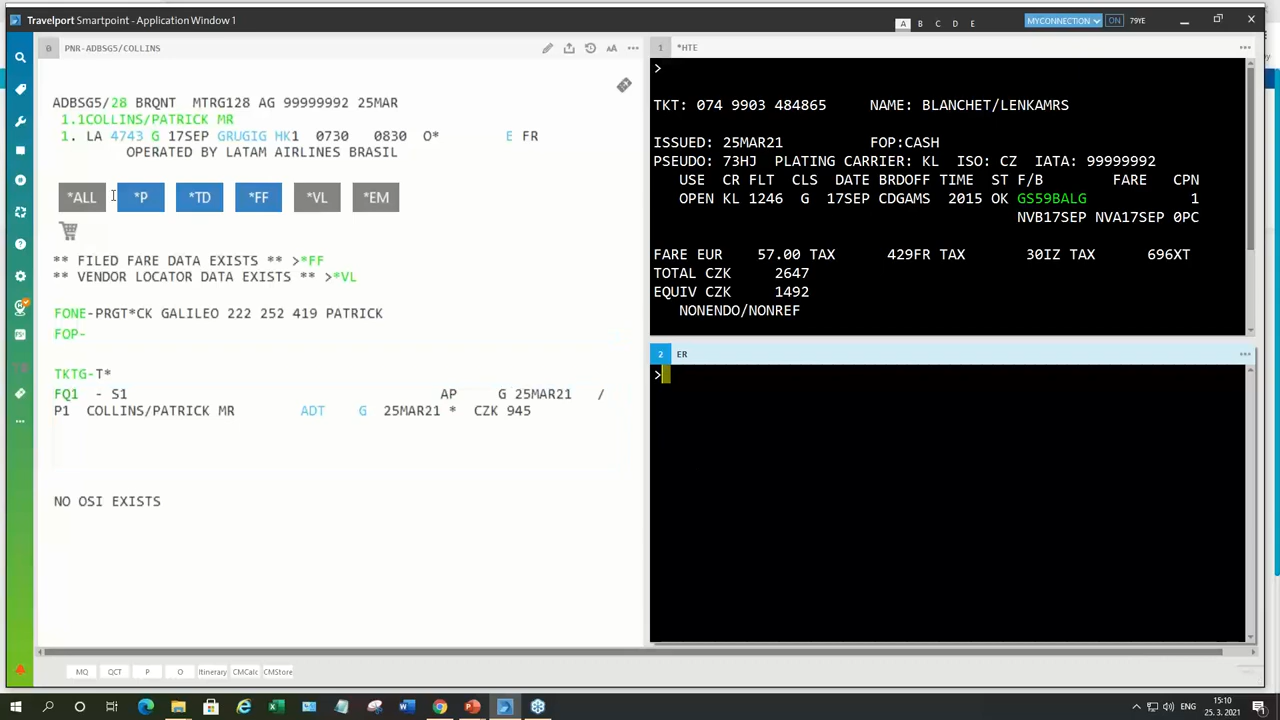 Travelport Smartpoint - Application Window 1
A B C D E
MYCONNECTION ON 79YE
B PNR-ADBSG5/COLLINS
AA
ADBSG5/28 BRQNT MTRG128 AG 99999992 25MAR
1.1COLLINS/PATRICK MR
1. LA 4743 G 17SEP GRUGIG HK1 0730 0830 O* E FR
OPERATED BY LATAM AIRLINES BRASIL
*ALL *P *TD *FF *VL *EM
** FILED FARE DATA EXISTS ** >*FF
** VENDOR LOCATOR DATA EXISTS ** >*VL
FONE-PRGT*CK GALILEO 222 252 419 PATRICK
FOP-
TKTG-T*
FQ1 - S1 AP G 25MAR21 /
P1 COLLINS/PATRICK MR ADT G 25MAR21 * CZK 945
NO OSI EXISTS
1 *HTE
>
TKT: 074 9903 484865 NAME: BLANCHET/LENKAMRS
ISSUED: 25MAR21 FOP:CASH
PSEUDO: 73HJ PLATING CARRIER: KL ISO: CZ IATA: 99999992
USE CR FLT CLS DATE BRDOFF TIME ST F/B FARE CPN
OPEN KL 1246 G 17SEP CDGAMS 2015 OK GS59BALG 1
NVB17SEP NVA17SEP 0PC
FARE EUR 57.00 TAX 429FR TAX 30IZ TAX 696XT
TOTAL CZK 2647
EQUIV CZK 1492
NONENDO/NONREF
2 ER
>
MQ QCT P O Itinerary CMCalc CMStore
ENG
15:10
25. 3. 2021